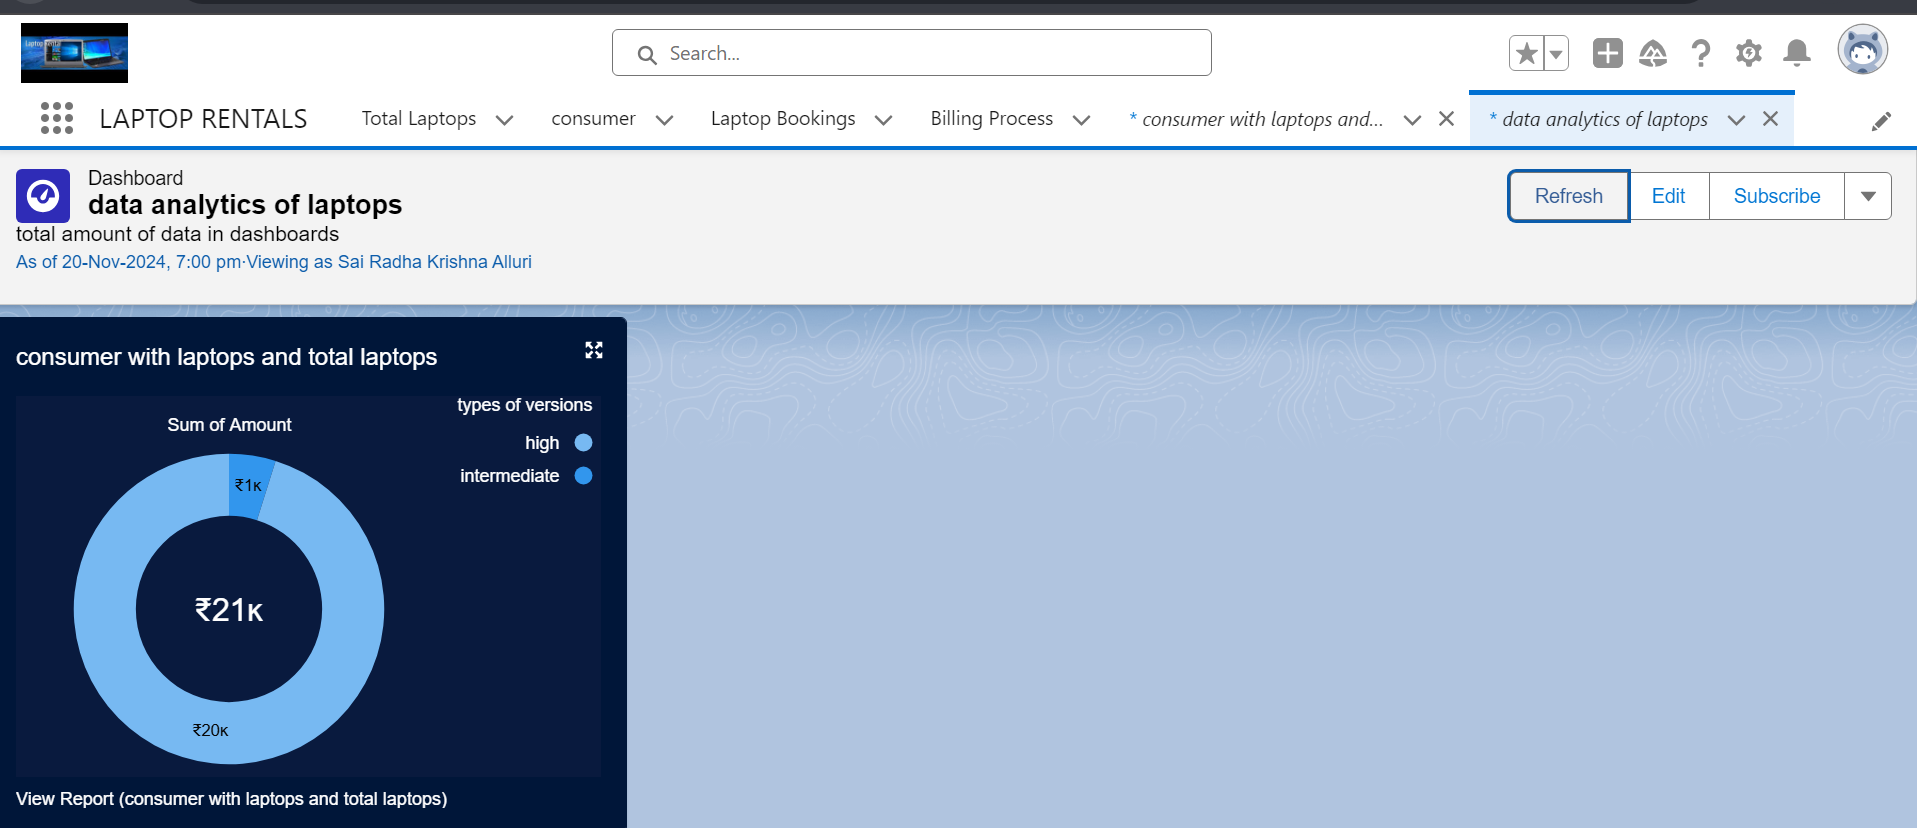 Laptop Rental
Search...
LAPTOP RENTALS
Total Laptops
consumer
Laptop Bookings
Billing Process
* consumer with laptops and...
* data analytics of laptops
Dashboard
data analytics of laptops
total amount of data in dashboards
As of 20-Nov-2024, 7:00 pm·Viewing as Sai Radha Krishna Alluri
Refresh
Edit
Subscribe
consumer with laptops and total laptops
types of versions
high
intermediate
Sum of Amount
₹1K
₹21K
₹20K
View Report (consumer with laptops and total laptops)